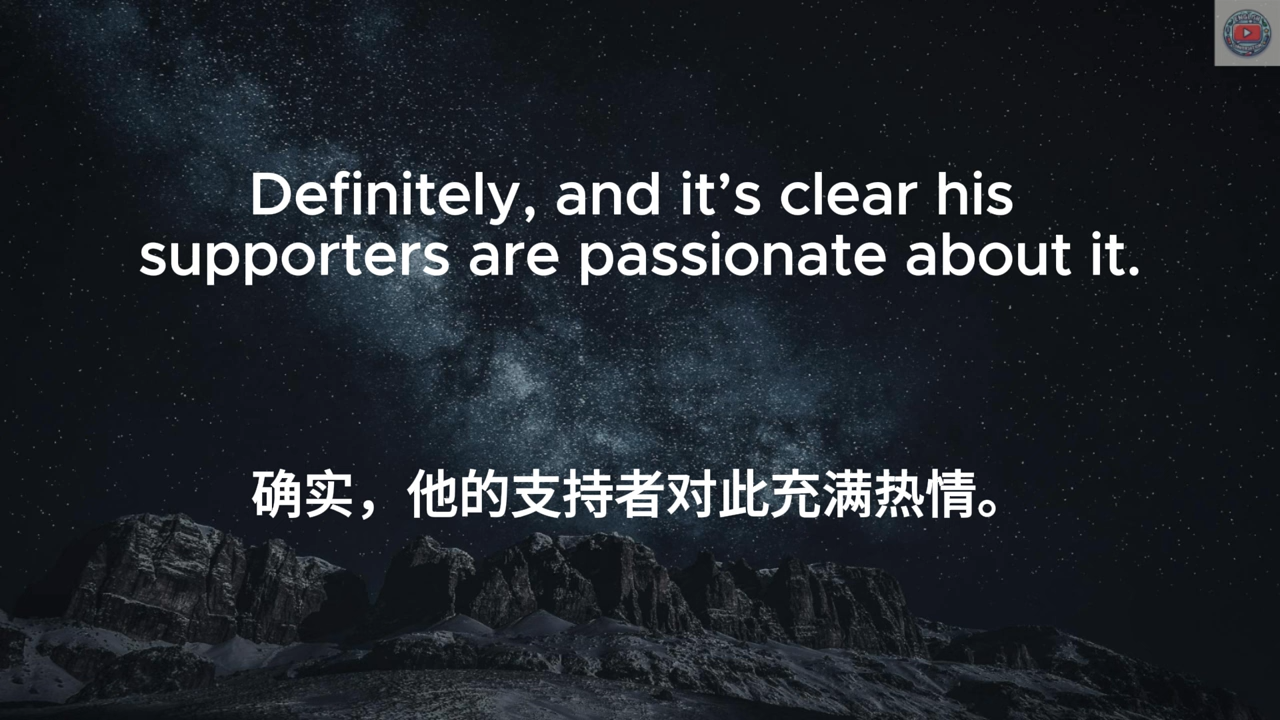 Definitely, and it’s clear his
supporters are passionate about it.
确实，他的支持者对此充满热情。